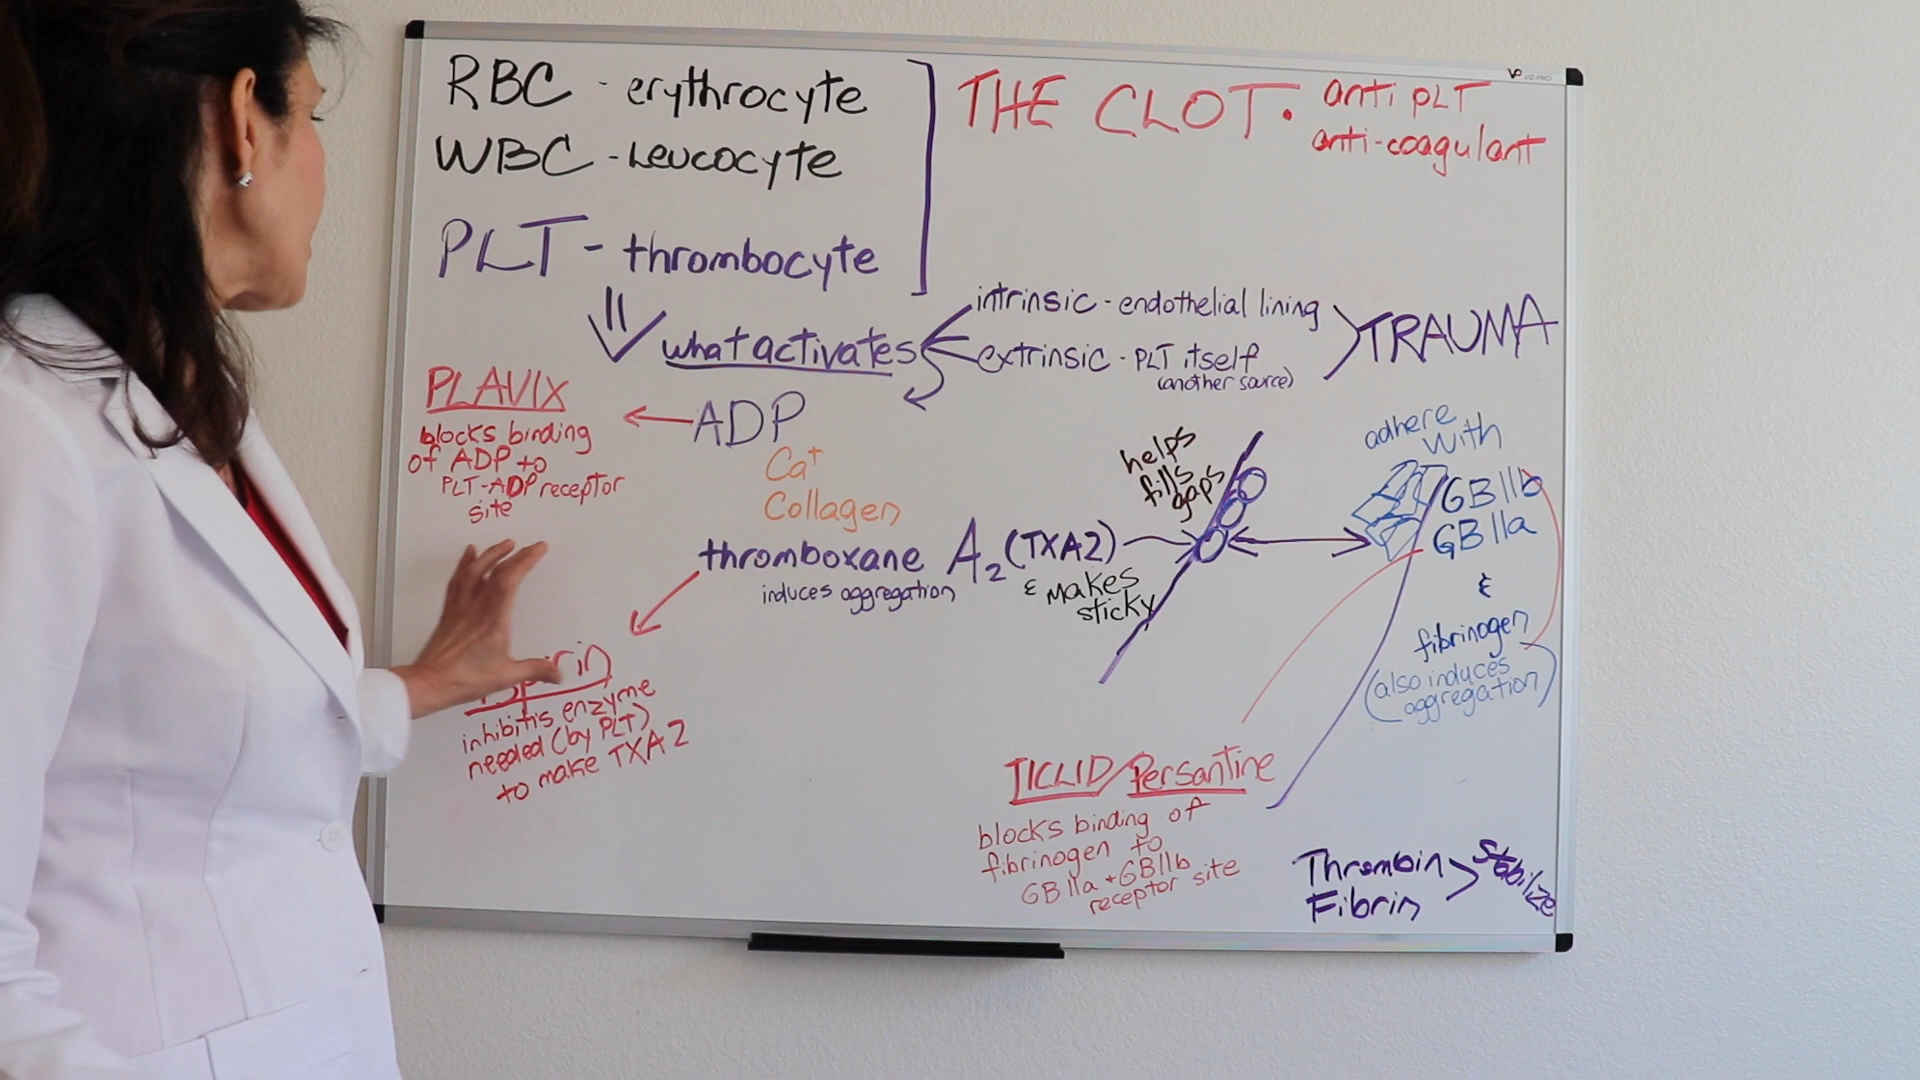 RBC - erythrocyte
WBC - Leucocyte
PLT - thrombocyte
THE CLOT.
anti PLT
anti-coagulant
what activates
intrinsic - endothelial lining
extrinsic - PLT itself
(another source)
TRAUMA
PLAVIX
blocks binding
of ADP to
PLT-ADP receptor
site
ADP
Ca+
Collagen
thromboxane A2 (TXA2)
induces aggregation
helps
fills
gaps
& MAKES
sticky
adhere
with
GBIIb
GBIIa
&
fibrinogen
(also induces
aggregation)
inhibitis enzyme
needed (by PLT)
to make TXA2
TICLID/Persantine
blocks binding of
fibrinogen to
GBIIa + GBIIb
receptor site
Thrombin
Fibrin
Stabilize